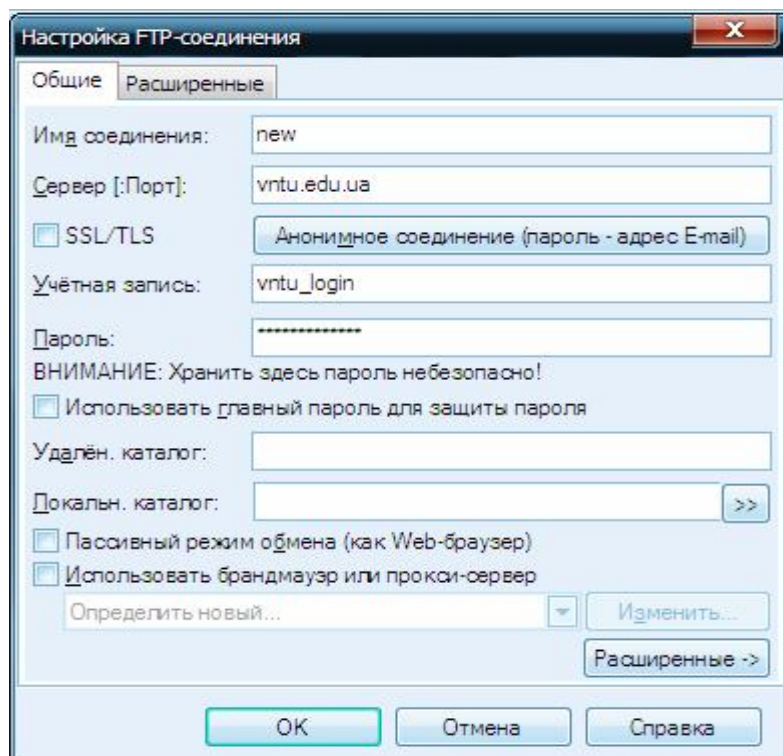 Настройка FTP-соединения
Общие Расширенные
Имя соединения: new
Сервер [:Порт]: vntu.edu.ua
SSL/TLS Анонимное соединение (пароль - адрес E-mail)
Учётная запись: vntu_login
Пароль: *************
ВНИМАНИЕ: Хранить здесь пароль небезопасно!
Использовать главный пароль для защиты пароля
Удалён. каталог:
Локальн. каталог: >>
Пассивный режим обмена (как Web-браузер)
Использовать брандмауэр или прокси-сервер
Определить новый... Изменить...
Расширенные ->
OK Отмена Справка